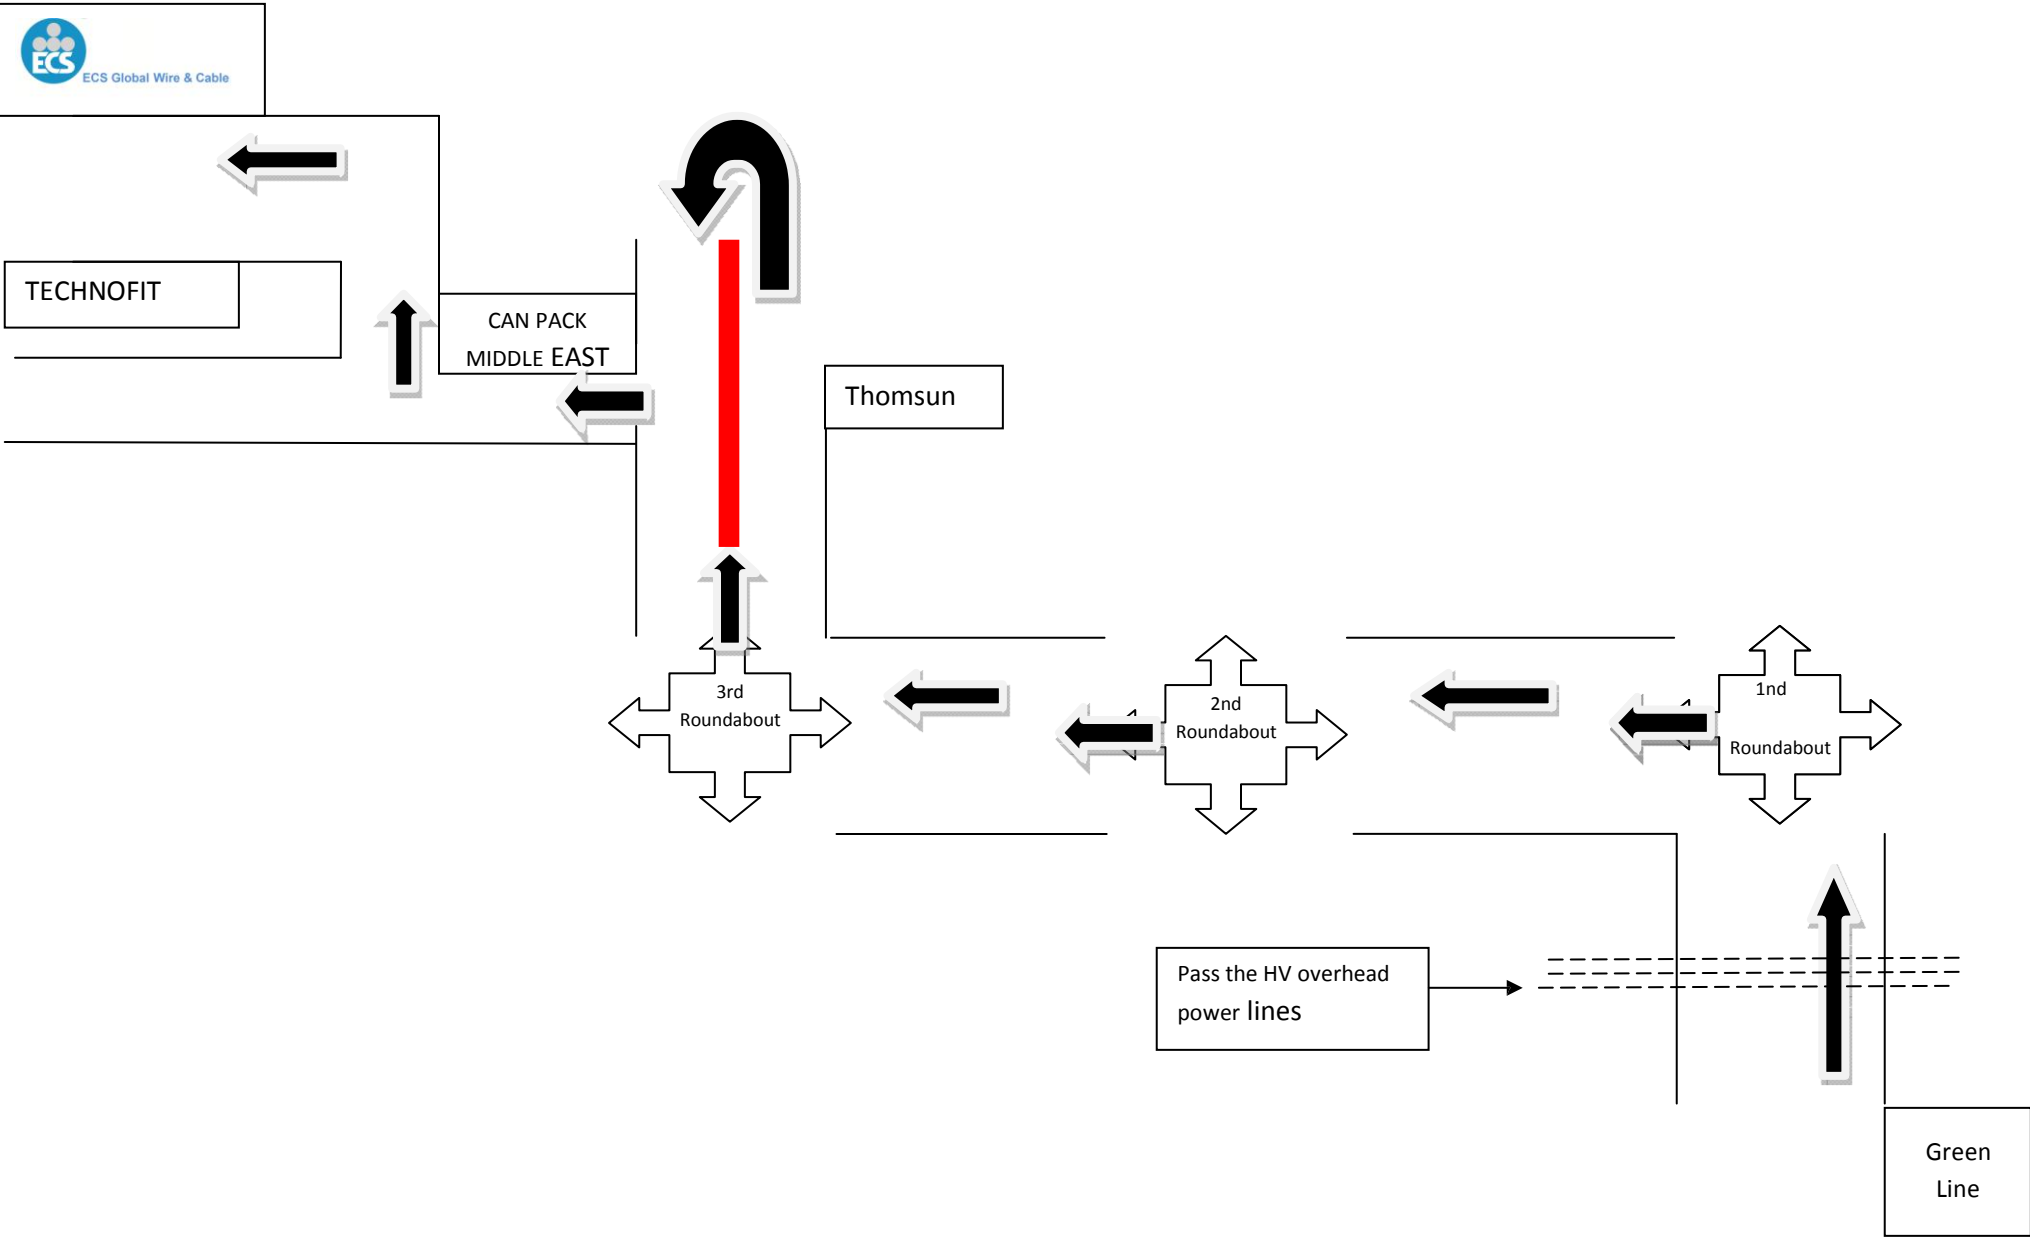 ECS
ECS Global Wire & Cable
TECHNOFIT
CAN PACK
MIDDLE EAST
Thomsun
3rd
Roundabout
2nd
Roundabout
1nd
Roundabout
Pass the HV overhead
power lines
Green
Line